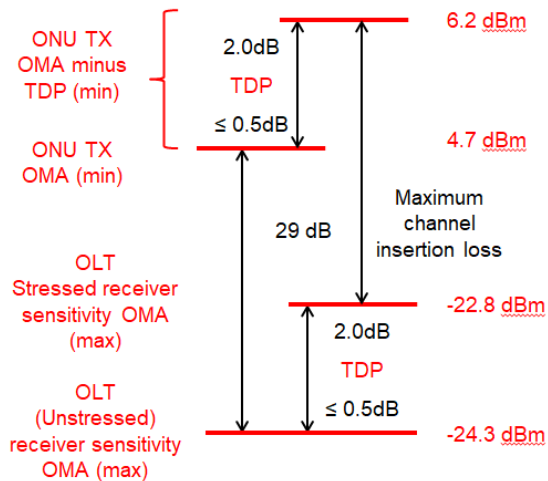 ONU TX
OMA minus
TDP (min)
2.0dB
TDP
≤ 0.5dB
6.2 dBm
ONU TX
OMA (min)
4.7 dBm
29 dB
Maximum
channel
insertion loss
OLT
Stressed receiver
sensitivity OMA
(max)
-22.8 dBm
2.0dB
TDP
≤ 0.5dB
OLT
(Unstressed)
receiver sensitivity
OMA (max)
-24.3 dBm